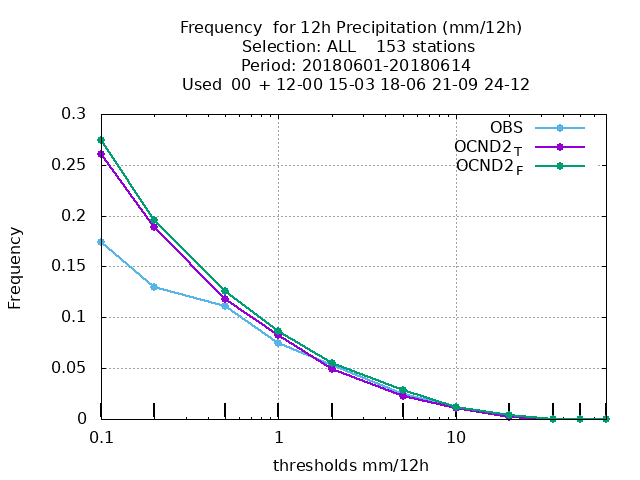 Frequency  for 12h Precipitation (mm/12h)
Selection: ALL    153 stations
Period: 20180601-20180614
Used  00 + 12-00 15-03 18-06 21-09 24-12
0.3
0.25
0.2
0.15
0.1
0.05
0
Frequency
OBS
OCND2T
OCND2F
0.1
1
10
thresholds mm/12h